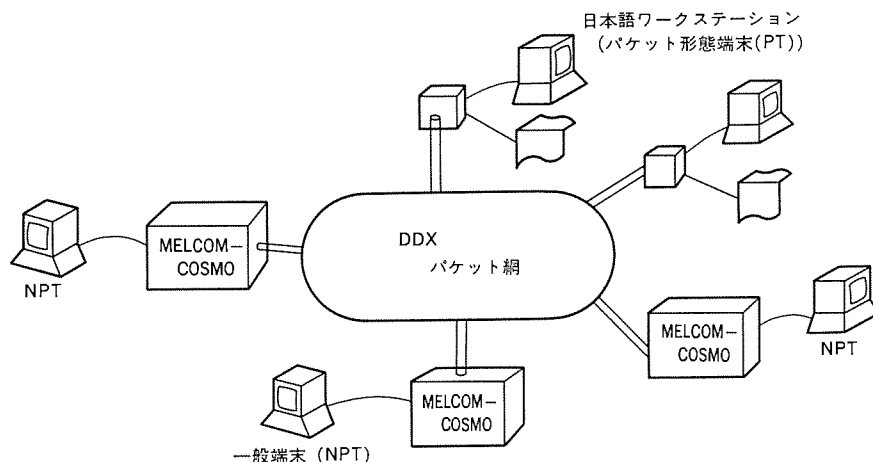 日本語ワークステーション
(パケット形態端末(PT))
DDX
パケット網
MELCOM－
COSMO
NPT
MELCOM－
COSMO
NPT
MELCOM－
COSMO
一般端末 (NPT)